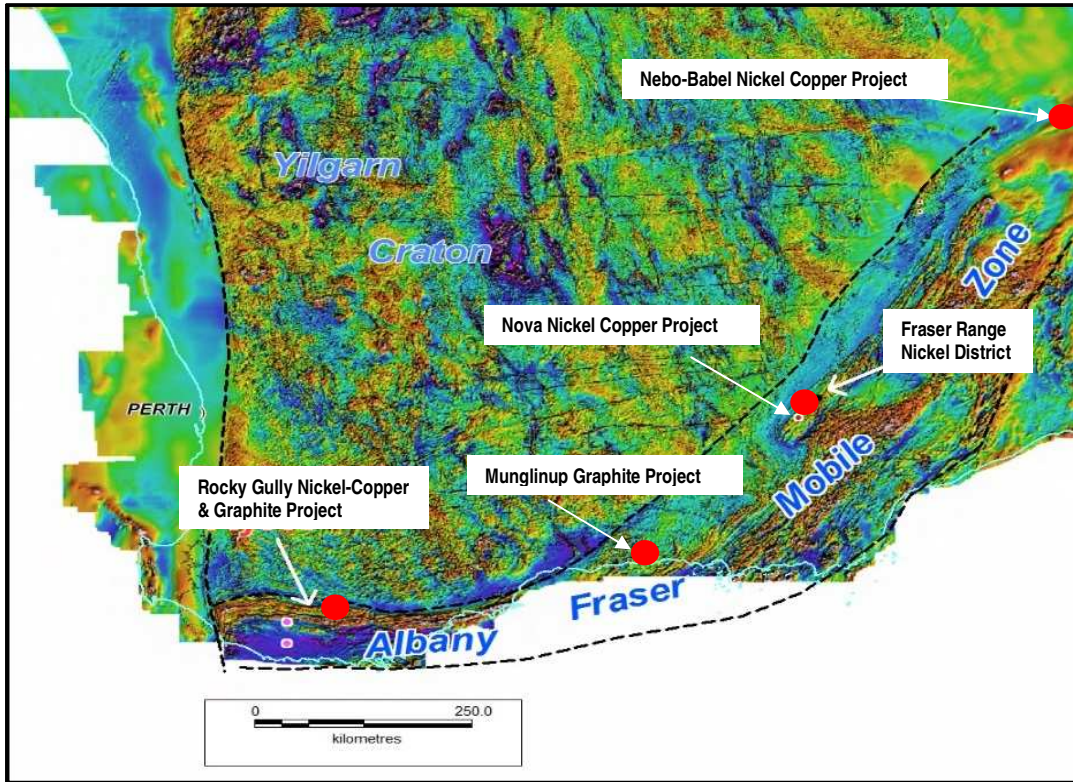 Nebo-Babel Nickel Copper Project
Yilgarn
Craton
Zone
Nova Nickel Copper Project
Fraser Range
Nickel District
PERTH
Mobile
Munglinup Graphite Project
Rocky Gully Nickel-Copper
& Graphite Project
Fraser
Albany
0 250.0
kilometres